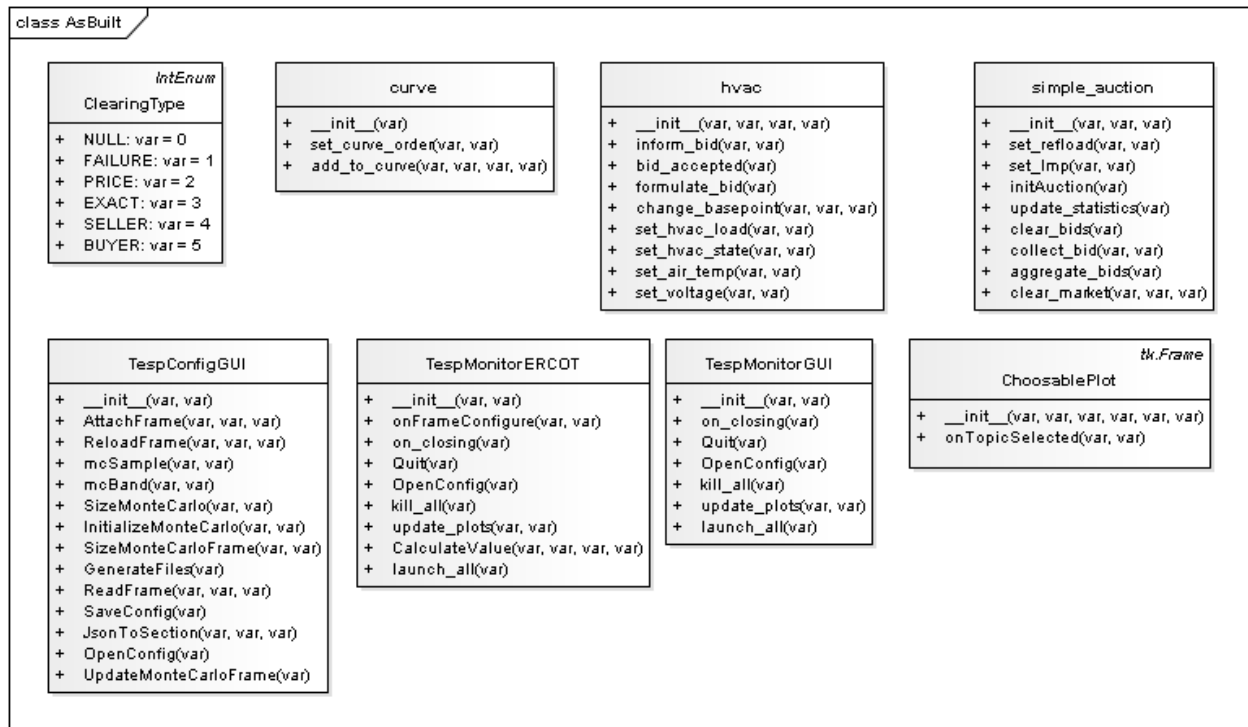 class AsBuilt
IntEnum
ClearingType
+ NULL: var = 0
+ FAILURE: var = 1
+ PRICE: var = 2
+ EXACT: var = 3
+ SELLER: var = 4
+ BUYER: var = 5
curve
+ __init__(var)
+ set_curve_order(var, var)
+ add_to_curve(var, var, var, var)
hvac
+ __init__(var, var, var, var)
+ inform_bid(var, var)
+ bid_accepted(var)
+ formulate_bid(var)
+ change_basepoint(var, var, var)
+ set_hvac_load(var, var)
+ set_hvac_state(var, var)
+ set_air_temp(var, var)
+ set_voltage(var, var)
simple_auction
+ __init__(var, var, var)
+ set_refload(var, var)
+ set_lmp(var, var)
+ initAuction(var)
+ update_statistics(var)
+ clear_bids(var)
+ collect_bid(var, var)
+ aggregate_bids(var)
+ clear_market(var, var, var)
TespConfigGUI
+ __init__(var, var)
+ AttachFrame(var, var, var)
+ ReloadFrame(var, var, var)
+ mcSample(var, var)
+ mcBand(var, var)
+ SizeMonteCarlo(var, var)
+ InitializeMonteCarlo(var, var)
+ SizeMonteCarloFrame(var, var)
+ GenerateFiles(var)
+ ReadFrame(var, var, var)
+ SaveConfig(var)
+ JsonToSection(var, var, var)
+ OpenConfig(var)
+ UpdateMonteCarloFrame(var)
TespMonitorERCOT
+ __init__(var, var)
+ onFrameConfigure(var, var)
+ on_closing(var)
+ Quit(var)
+ OpenConfig(var)
+ kill_all(var)
+ update_plots(var, var)
+ CalculateValue(var, var, var, var)
+ launch_all(var)
TespMonitorGUI
+ __init__(var, var)
+ on_closing(var)
+ Quit(var)
+ OpenConfig(var)
+ kill_all(var)
+ update_plots(var, var)
+ launch_all(var)
tk.Frame
ChoosablePlot
+ __init__(var, var, var, var, var, var)
+ onTopicSelected(var, var)